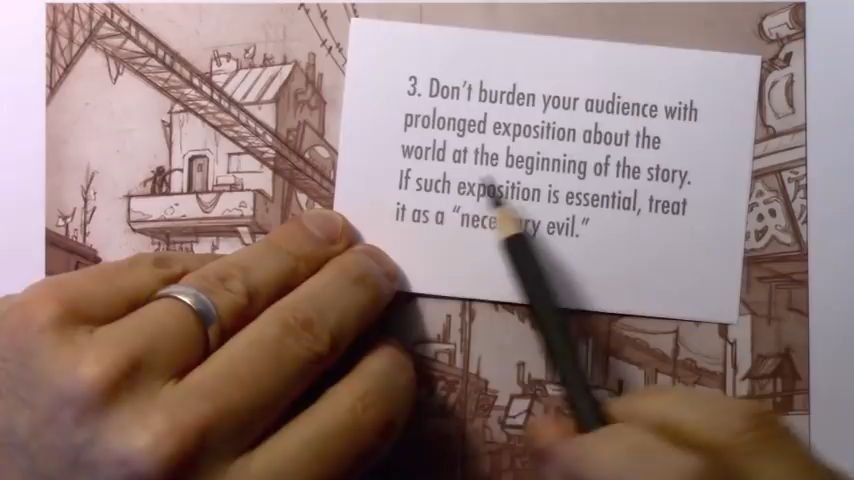 3. Don't burden your audience with
prolonged exposition about the
world at the beginning of the story.
If such exposition is essential, treat
it as a “necessary evil.”